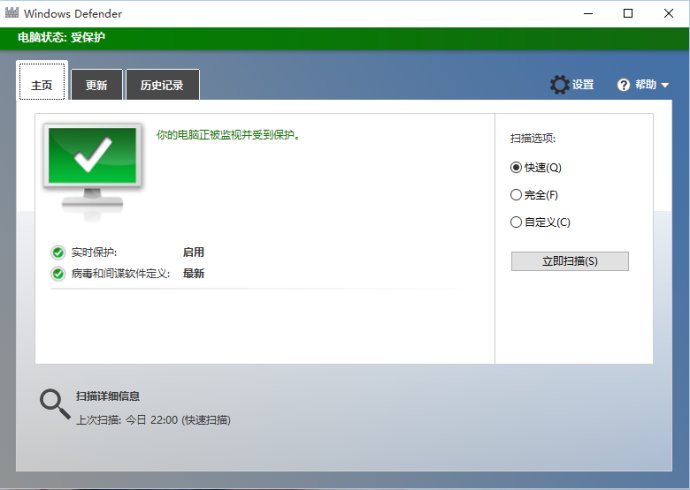 Windows Defender
电脑状态: 受保护
主页
更新
历史记录
设置
? 帮助
你的电脑正被监视并受到保护。
实时保护: 启用
病毒和间谍软件定义: 最新
扫描选项:
快速(Q)
完全(F)
自定义(C)
立即扫描(S)
扫描详细信息
上次扫描: 今日 22:00 (快速扫描)